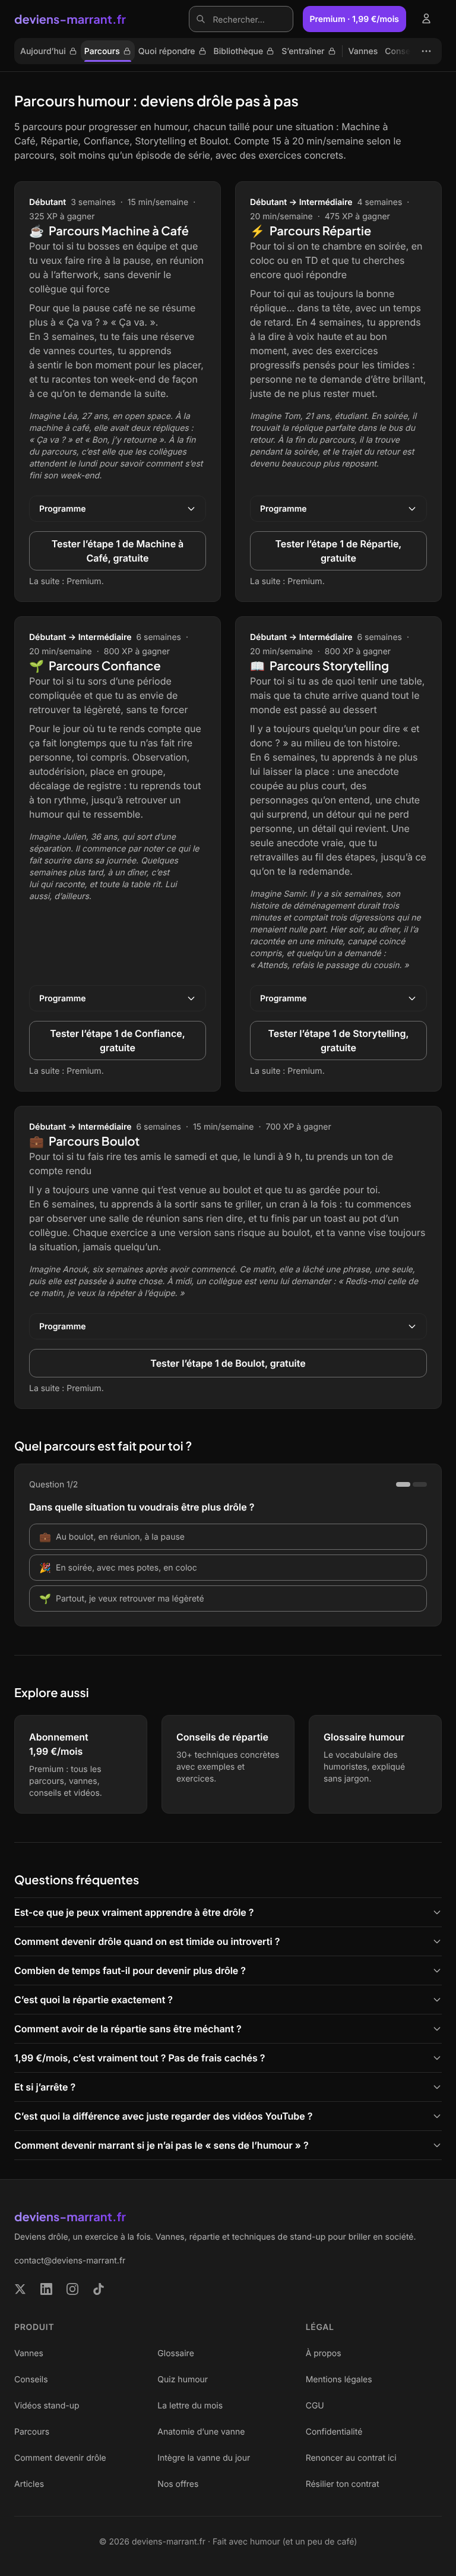 deviens-marrant.fr
Rechercher...
Premium · 1,99 €/mois
Aujourd'hui
Parcours
Quoi répondre
Bibliothèque
S'entraîner
Vannes
Parcours humour : deviens drôle pas à pas
5 parcours pour progresser en humour, chacun taillé pour une situation : Machine à
Café, Répartie, Confiance, Storytelling et Boulot. Compte 15 à 20 min/semaine selon le
parcours, soit moins qu'un épisode de série, avec des exercices concrets.
Débutant 3 semaines · 15 min/semaine ·
325 XP à gagner
☕ Parcours Machine à Café
Pour toi si tu bosses en équipe et que
tu veux faire rire à la pause, en réunion
ou à l'afterwork, sans devenir le
collègue qui force
Pour que la pause café ne se résume
plus à « Ça va ? » « Ça va. ».
En 3 semaines, tu te fais une réserve
de vannes courtes, tu apprends
à sentir le bon moment pour les placer,
et tu racontes ton week-end de façon
à ce qu'on te demande la suite.
Imagine Léa, 27 ans, en open space. À la
machine à café, elle avait deux répliques :
« Ça va ? » et « Bon, j'y retourne ». À la fin
du parcours, c'est elle que les collègues
attendent le lundi pour savoir comment s'est
fini son week-end.
Programme
Tester l'étape 1 de Machine à
Café, gratuite
La suite : Premium.
Débutant → Intermédiaire 4 semaines ·
20 min/semaine · 475 XP à gagner
⚡ Parcours Répartie
Pour toi si on te chambre en soirée, en
coloc ou en TD et que tu cherches
encore quoi répondre
Pour toi qui as toujours la bonne
réplique... dans ta tête, avec un temps
de retard. En 4 semaines, tu apprends
à la dire à voix haute et au bon
moment, avec des exercices
progressifs pensés pour les timides :
personne ne te demande d'être brillant,
juste de ne plus rester muet.
Imagine Tom, 21 ans, étudiant. En soirée, il
trouvait la réplique parfaite dans le bus du
retour. À la fin du parcours, il la trouve
pendant la soirée, et le trajet du retour est
devenu beaucoup plus reposant.
Programme
Tester l'étape 1 de Répartie,
gratuite
La suite : Premium.
Débutant → Intermédiaire 6 semaines ·
20 min/semaine · 800 XP à gagner
🌱 Parcours Confiance
Pour toi si tu sors d'une période
compliquée et que tu as envie de
retrouver ta légèreté, sans te forcer
Pour le jour où tu te rends compte que
ça fait longtemps que tu n'as fait rire
personne, toi compris. Observation,
autodérision, place en groupe,
décalage de registre : tu reprends tout
à ton rythme, jusqu'à retrouver un
humour qui te ressemble.
Imagine Julien, 36 ans, qui sort d'une
séparation. Il commence par noter ce qui le
fait sourire dans sa journée. Quelques
semaines plus tard, à un dîner, c'est
lui qui raconte, et toute la table rit. Lui
aussi, d'ailleurs.
Programme
Tester l'étape 1 de Confiance,
gratuite
La suite : Premium.
Débutant → Intermédiaire 6 semaines ·
20 min/semaine · 800 XP à gagner
📖 Parcours Storytelling
Pour toi si tu as de quoi tenir une table,
mais que ta chute arrive quand tout le
monde est passé au dessert
Il y a toujours quelqu'un pour dire « et
donc ? » au milieu de ton histoire.
En 6 semaines, tu apprends à ne plus
lui laisser la place : une anecdote
coupée au plus court, des
personnages qu'on entend, une chute
qui surprend, un détour qui ne perd
personne, un détail qui revient. Une
seule anecdote vraie, que tu
retravailles au fil des étapes, jusqu'à ce
qu'on te la redemande.
Imagine Samir. Il y a six semaines, son
histoire de déménagement durait trois
minutes et comptait trois digressions qui ne
menaient nulle part. Hier soir, au dîner, il l'a
racontée en une minute, canapé coincé
compris, et quelqu'un a demandé :
« Attends, refais le passage du cousin. »
Programme
Tester l'étape 1 de Storytelling,
gratuite
La suite : Premium.
Débutant → Intermédiaire 6 semaines · 15 min/semaine · 700 XP à gagner
💼 Parcours Boulot
Pour toi si tu fais rire tes amis le samedi et que, le lundi à 9 h, tu prends un ton de
compte rendu
Il y a toujours une vanne qui t'est venue au boulot et que tu as gardée pour toi.
En 6 semaines, tu apprends à la sortir sans te griller, un cran à la fois : tu commences
par observer une salle de réunion sans rien dire, et tu finis par un toast au pot d'un
collègue. Chaque exercice a une version sans risque au boulot, et ta vanne vise toujours
la situation, jamais quelqu'un.
Imagine Anouk, six semaines après avoir commencé. Ce matin, elle a lâché une phrase, une seule,
puis elle est passée à autre chose. À midi, un collègue est venu lui demander : « Redis-moi celle de
ce matin, je veux la répéter à l'équipe. »
Programme
Tester l'étape 1 de Boulot, gratuite
La suite : Premium.
Quel parcours est fait pour toi ?
Question 1/2
Dans quelle situation tu voudrais être plus drôle ?
💼 Au boulot, en réunion, à la pause
🎉 En soirée, avec mes potes, en coloc
🌱 Partout, je veux retrouver ma légèreté
Explore aussi
Abonnement
1,99 €/mois
Premium : tous les
parcours, vannes,
conseils et vidéos.
Conseils de répartie
30+ techniques concrètes
avec exemples et
exercices.
Glossaire humour
Le vocabulaire des
humoristes, expliqué
sans jargon.
Questions fréquentes
Est-ce que je peux vraiment apprendre à être drôle ?
Comment devenir drôle quand on est timide ou introverti ?
Combien de temps faut-il pour devenir plus drôle ?
C'est quoi la répartie exactement ?
Comment avoir de la répartie sans être méchant ?
1,99 €/mois, c'est vraiment tout ? Pas de frais cachés ?
Et si j'arrête ?
C'est quoi la différence avec juste regarder des vidéos YouTube ?
Comment devenir marrant si je n'ai pas le « sens de l'humour » ?
deviens-marrant.fr
Deviens drôle, un exercice à la fois. Vannes, répartie et techniques de stand-up pour briller en société.
contact@deviens-marrant.fr
PRODUIT
Vannes
Conseils
Vidéos stand-up
Parcours
Comment devenir drôle
Articles
Glossaire
Quiz humour
La lettre du mois
Anatomie d'une vanne
Intègre la vanne du jour
Nos offres
LÉGAL
À propos
Mentions légales
CGU
Confidentialité
Renoncer au contrat ici
Résilier ton contrat
© 2026 deviens-marrant.fr · Fait avec humour (et un peu de café)